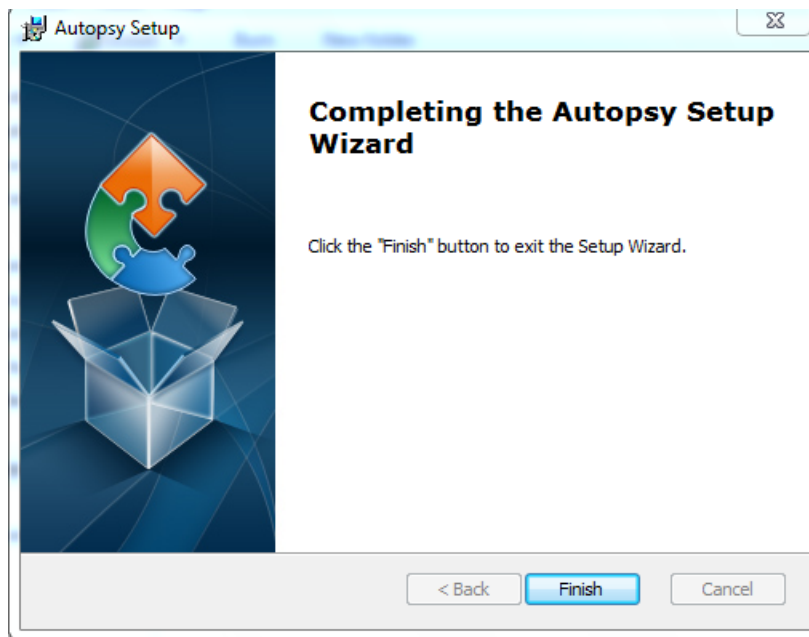 Autopsy Setup
Completing the Autopsy Setup
Wizard
Click the "Finish" button to exit the Setup Wizard.
< Back
Finish
Cancel